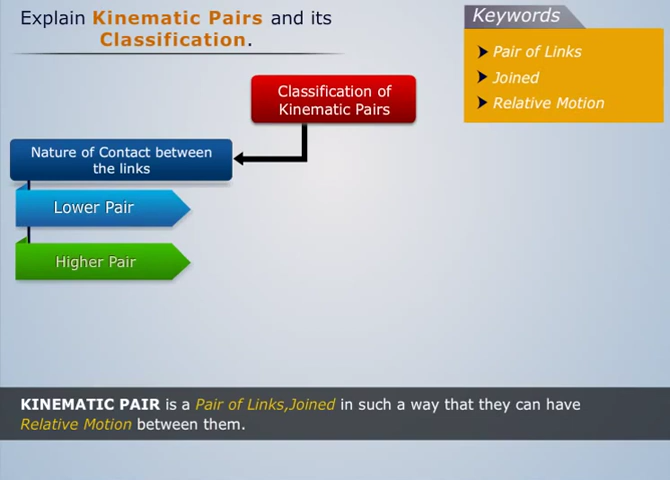 Explain Kinematic Pairs and its
Classification.
Keywords
Pair of Links
Joined
Relative Motion
Classification of
Kinematic Pairs
Nature of Contact between
the links
Lower Pair
Higher Pair
KINEMATIC PAIR is a Pair of Links,Joined in such a way that they can have
Relative Motion between them.